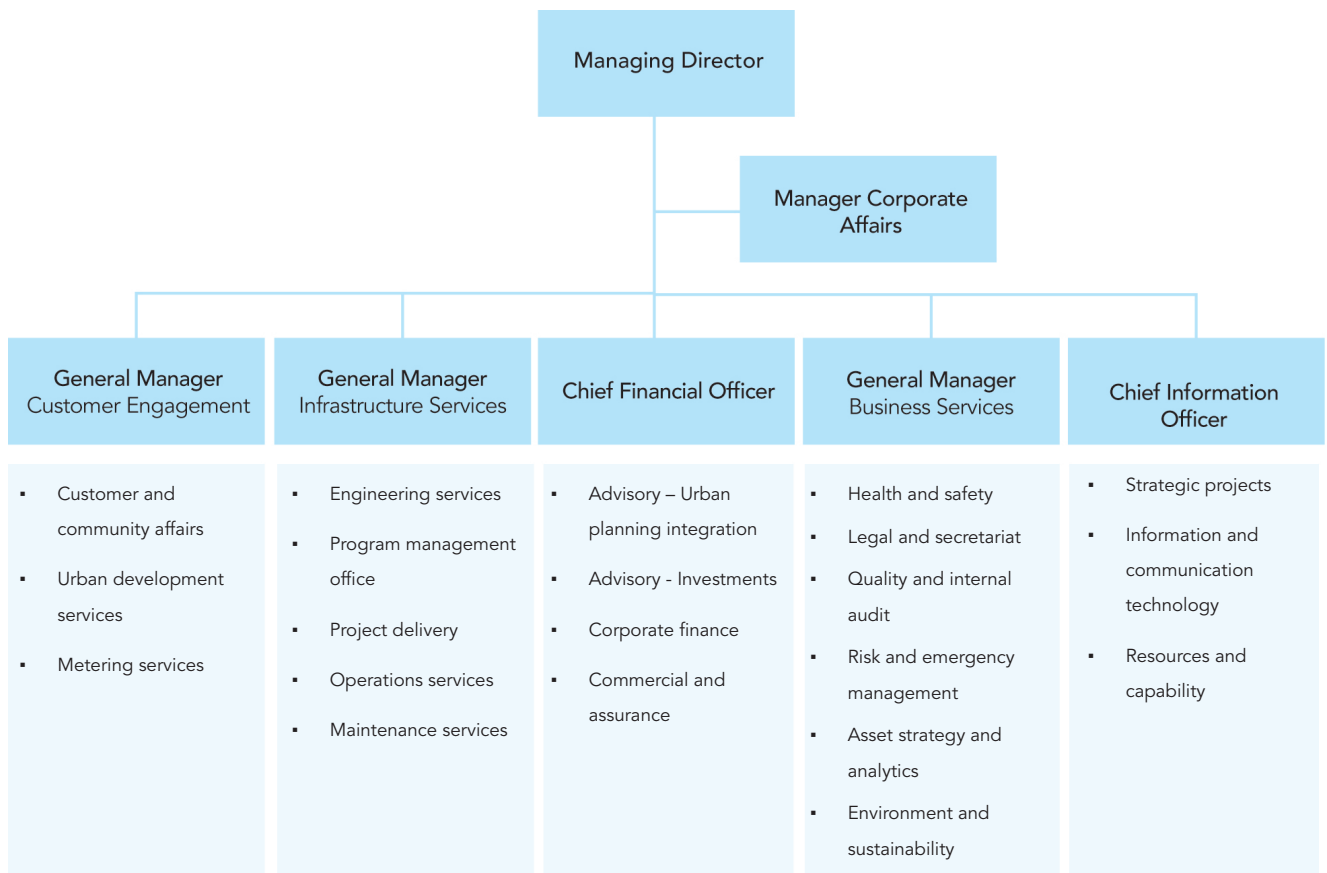 Managing Director
Manager Corporate
Affairs
General Manager
Customer Engagement
General Manager
Infrastructure Services
Chief Financial Officer
General Manager
Business Services
Chief Information
Officer
▪ Customer and
community affairs
▪ Urban development
services
▪ Metering services
▪ Engineering services
▪ Program management
office
▪ Project delivery
▪ Operations services
▪ Maintenance services
▪ Advisory – Urban
planning integration
▪ Advisory - Investments
▪ Corporate finance
▪ Commercial and
assurance
▪ Health and safety
▪ Legal and secretariat
▪ Quality and internal
audit
▪ Risk and emergency
management
▪ Asset strategy and
analytics
▪ Environment and
sustainability
▪ Strategic projects
▪ Information and
communication
technology
▪ Resources and
capability